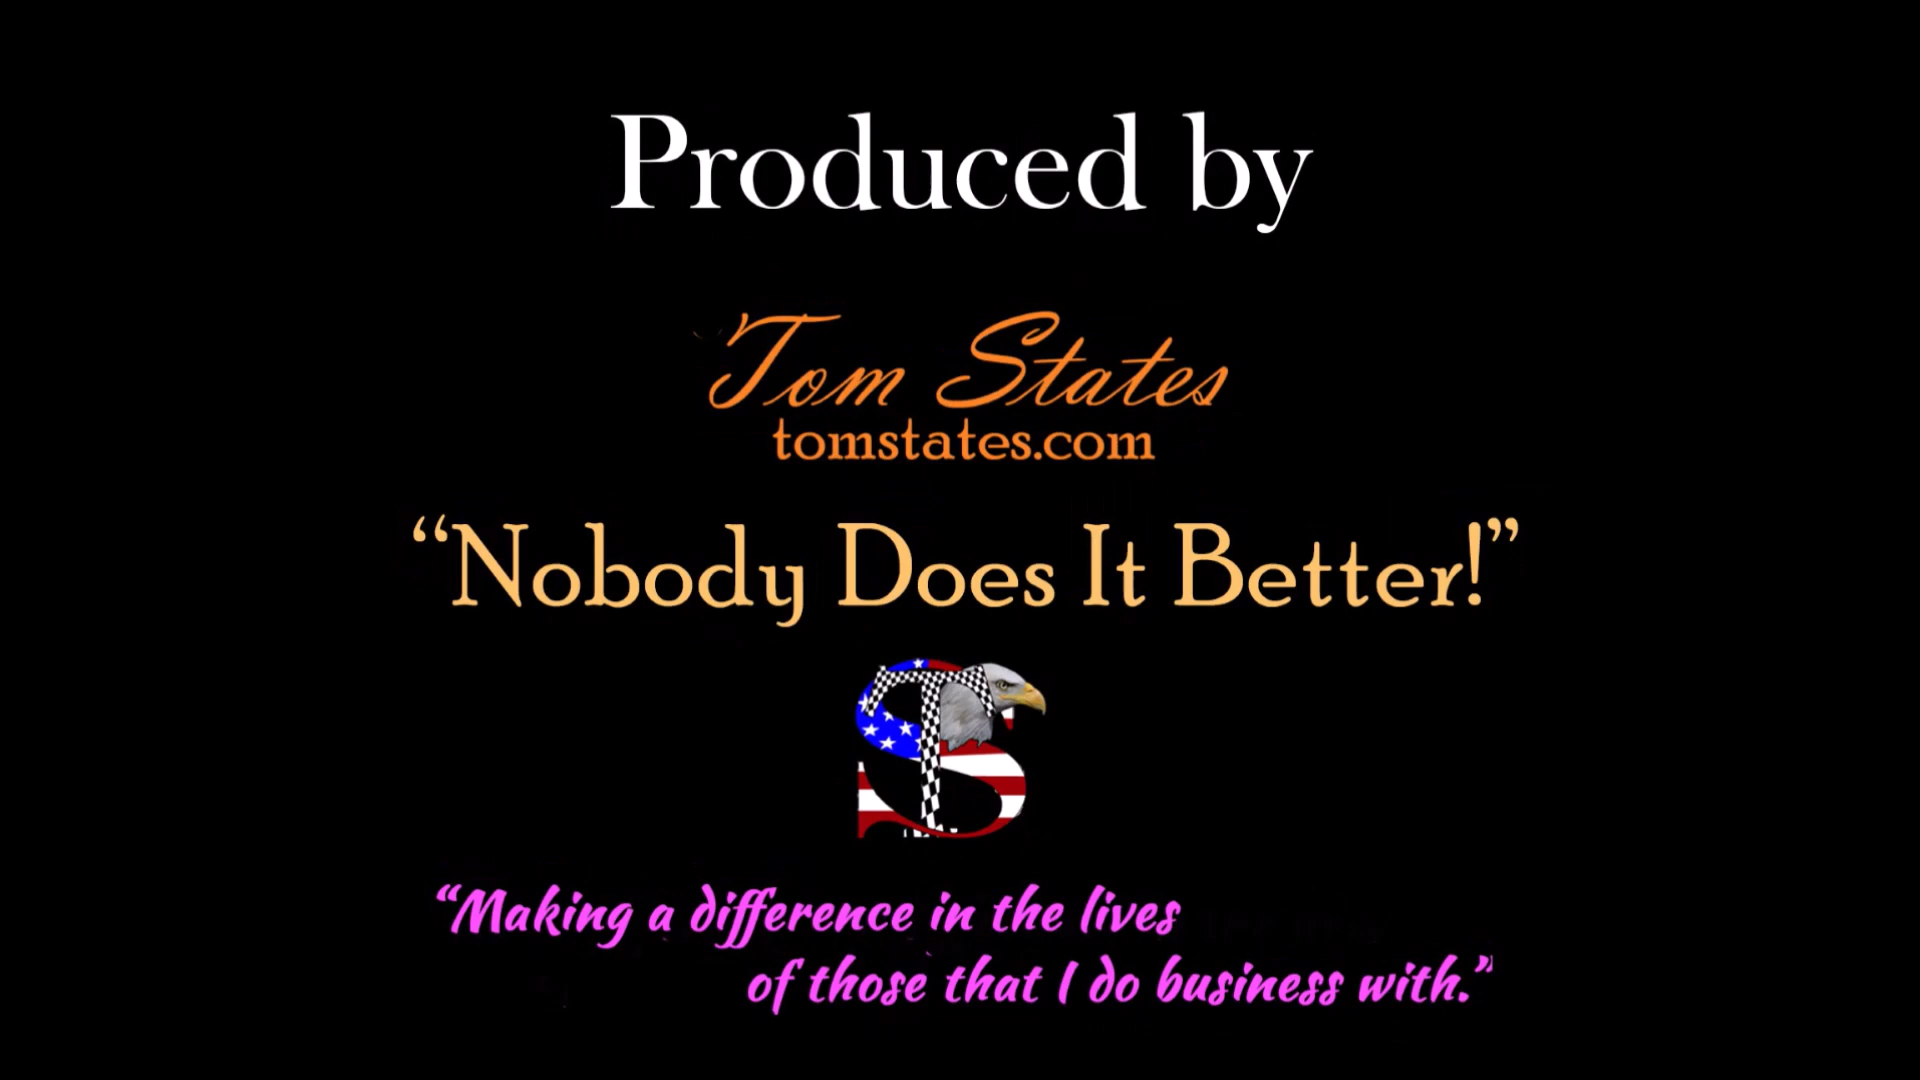 Produced by
Tom States
tomstates.com
“Nobody Does It Better!”
TS
“Making a difference in the lives
of those that I do business with.”